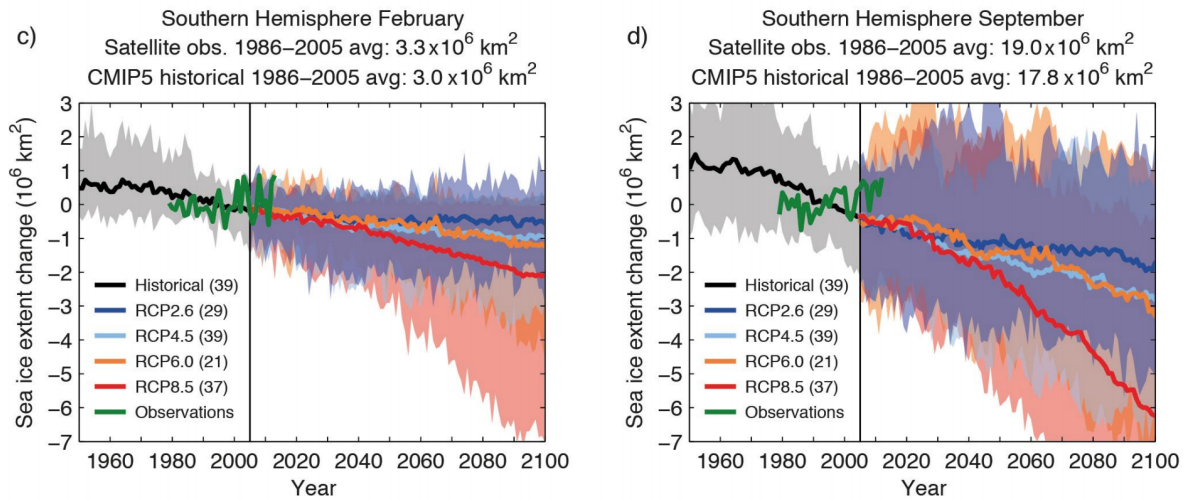 c)
Southern Hemisphere February
Satellite obs. 1986–2005 avg: 3.3 x 10⁶ km²
CMIP5 historical 1986–2005 avg: 3.0 x 10⁶ km²
Sea ice extent change (10⁶ km²)
3
2
1
0
−1
−2
−3
−4
−5
−6
−7
Historical (39)
RCP2.6 (29)
RCP4.5 (39)
RCP6.0 (21)
RCP8.5 (37)
Observations
1960 1980 2000 2020 2040 2060 2080 2100
Year
d)
Southern Hemisphere September
Satellite obs. 1986–2005 avg: 19.0 x 10⁶ km²
CMIP5 historical 1986–2005 avg: 17.8 x 10⁶ km²
Sea ice extent change (10⁶ km²)
3
2
1
0
−1
−2
−3
−4
−5
−6
−7
Historical (39)
RCP2.6 (29)
RCP4.5 (39)
RCP6.0 (21)
RCP8.5 (37)
Observations
1960 1980 2000 2020 2040 2060 2080 2100
Year